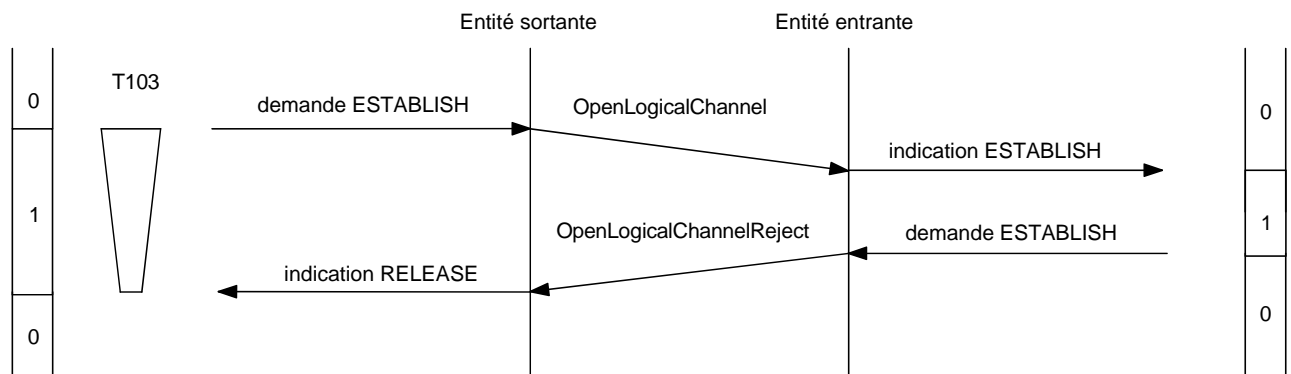 Entité sortante
Entité entrante
T103
0
demande ESTABLISH
OpenLogicalChannel
0
indication ESTABLISH
1
OpenLogicalChannelReject
demande ESTABLISH
1
indication RELEASE
0
0